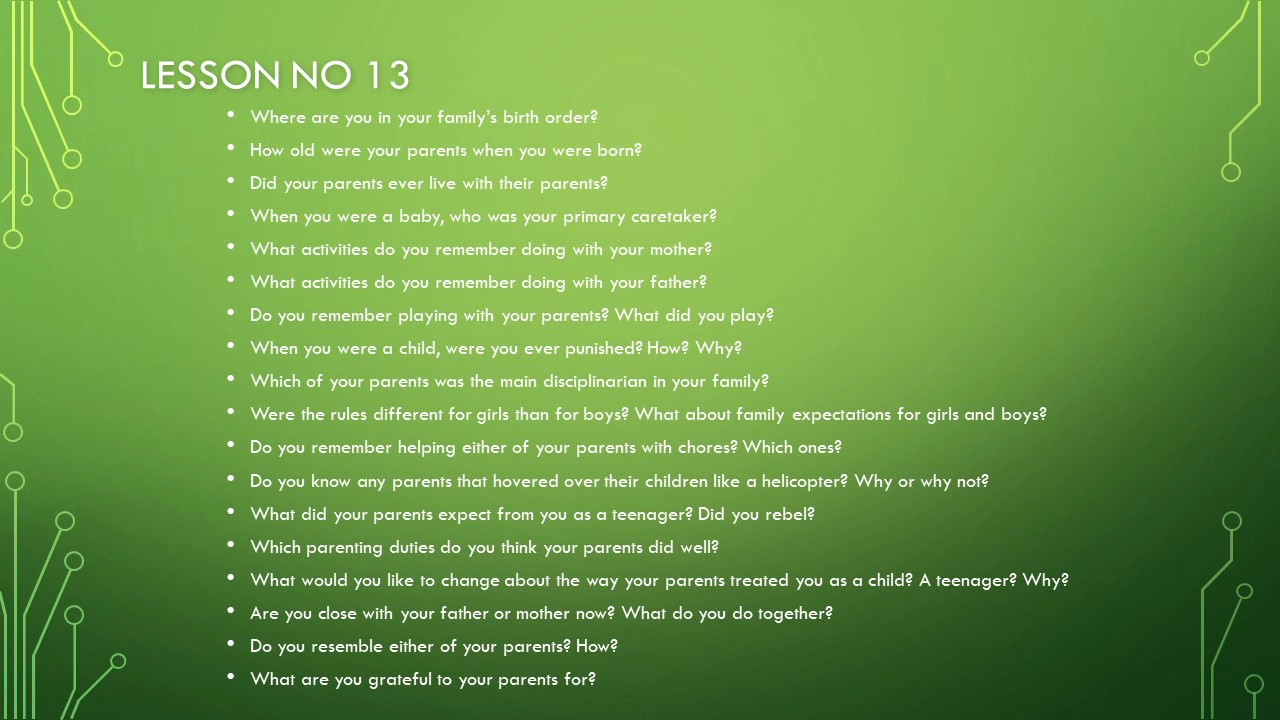 LESSON NO 13
• Where are you in your family’s birth order?
• How old were your parents when you were born?
• Did your parents ever live with their parents?
• When you were a baby, who was your primary caretaker?
• What activities do you remember doing with your mother?
• What activities do you remember doing with your father?
• Do you remember playing with your parents? What did you play?
• When you were a child, were you ever punished? How? Why?
• Which of your parents was the main disciplinarian in your family?
• Were the rules different for girls than for boys? What about family expectations for girls and boys?
• Do you remember helping either of your parents with chores? Which ones?
• Do you know any parents that hovered over their children like a helicopter? Why or why not?
• What did your parents expect from you as a teenager? Did you rebel?
• Which parenting duties do you think your parents did well?
• What would you like to change about the way your parents treated you as a child? A teenager? Why?
• Are you close with your father or mother now? What do you do together?
• Do you resemble either of your parents? How?
• What are you grateful to your parents for?